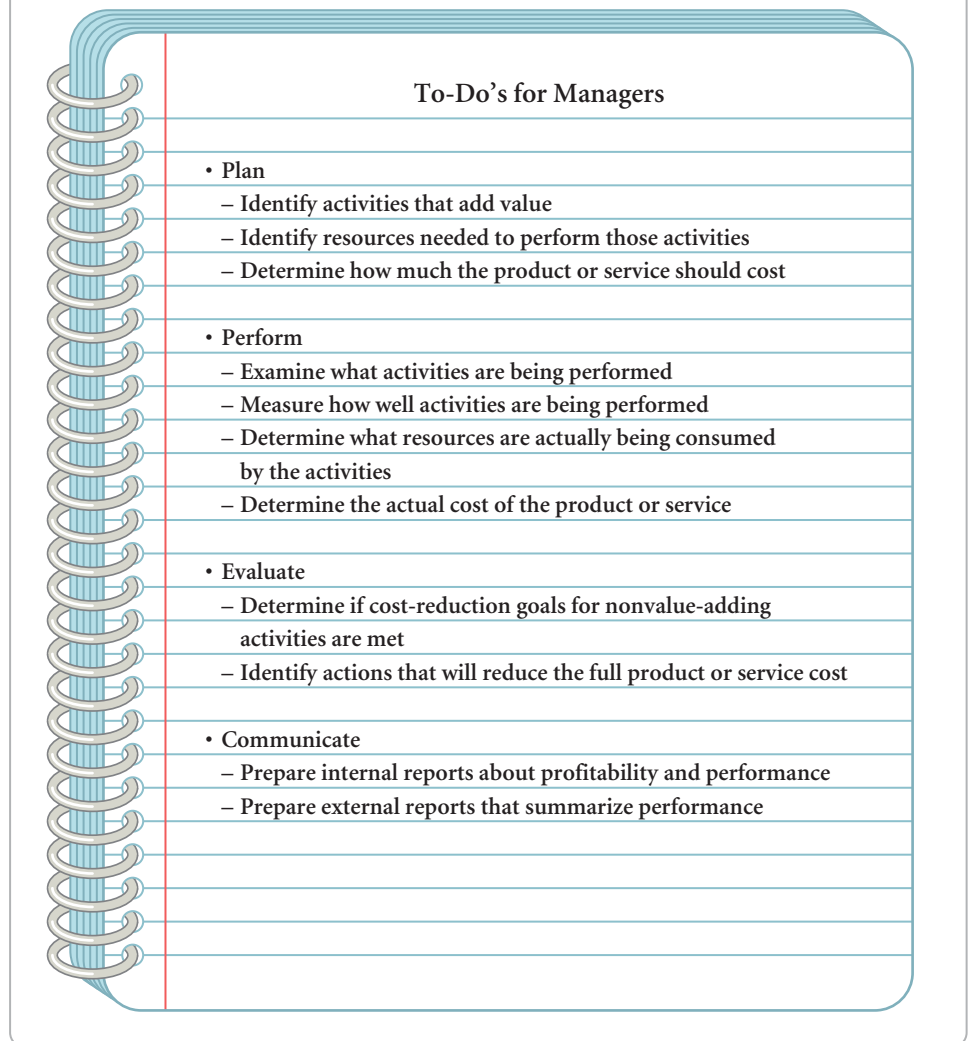 To-Do’s for Managers
• Plan
– Identify activities that add value
– Identify resources needed to perform those activities
– Determine how much the product or service should cost
• Perform
– Examine what activities are being performed
– Measure how well activities are being performed
– Determine what resources are actually being consumed
by the activities
– Determine the actual cost of the product or service
• Evaluate
– Determine if cost-reduction goals for nonvalue-adding
activities are met
– Identify actions that will reduce the full product or service cost
• Communicate
– Prepare internal reports about profitability and performance
– Prepare external reports that summarize performance